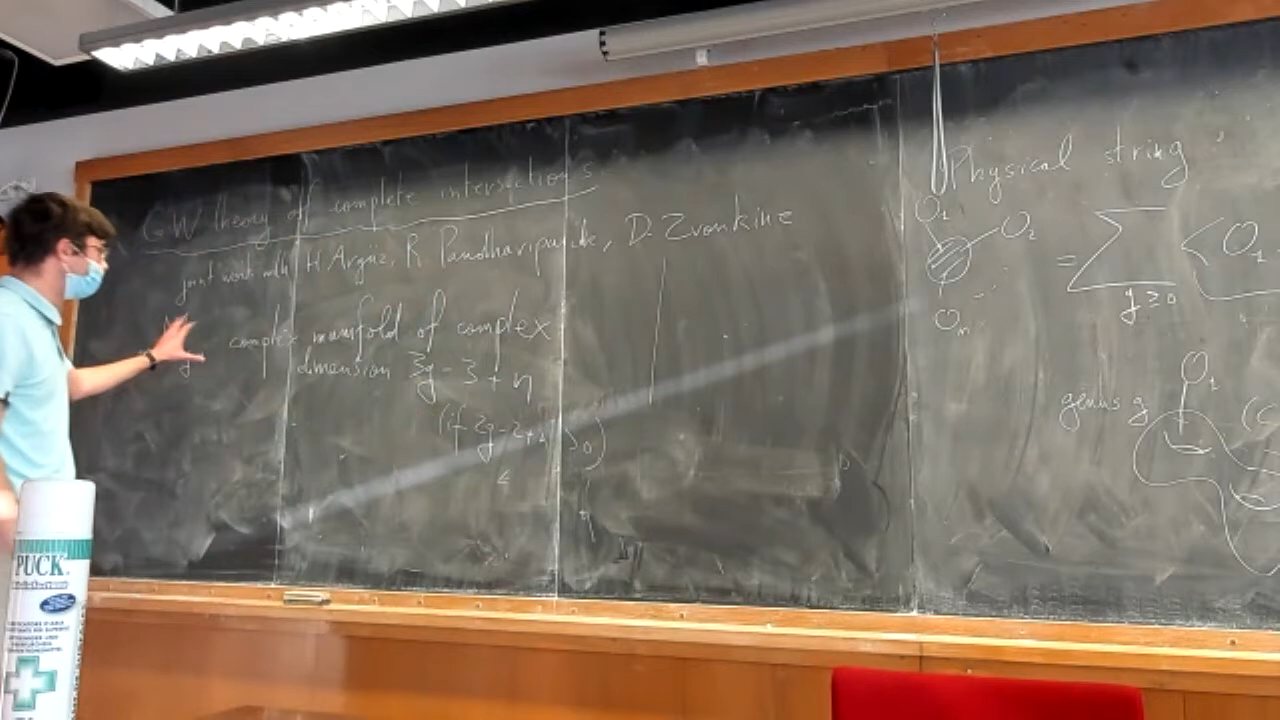 GW theory of complete intersections
joint work with H Argüz, R Pandharipande, D Zvonkine
complex manifold of complex
dimension 3g-3+n
(if 2g-2+n >0)
Physical string
O₁
O₂
Oₙ
= ∑ < O₁
g≥0
O₁
genus g
PUCK